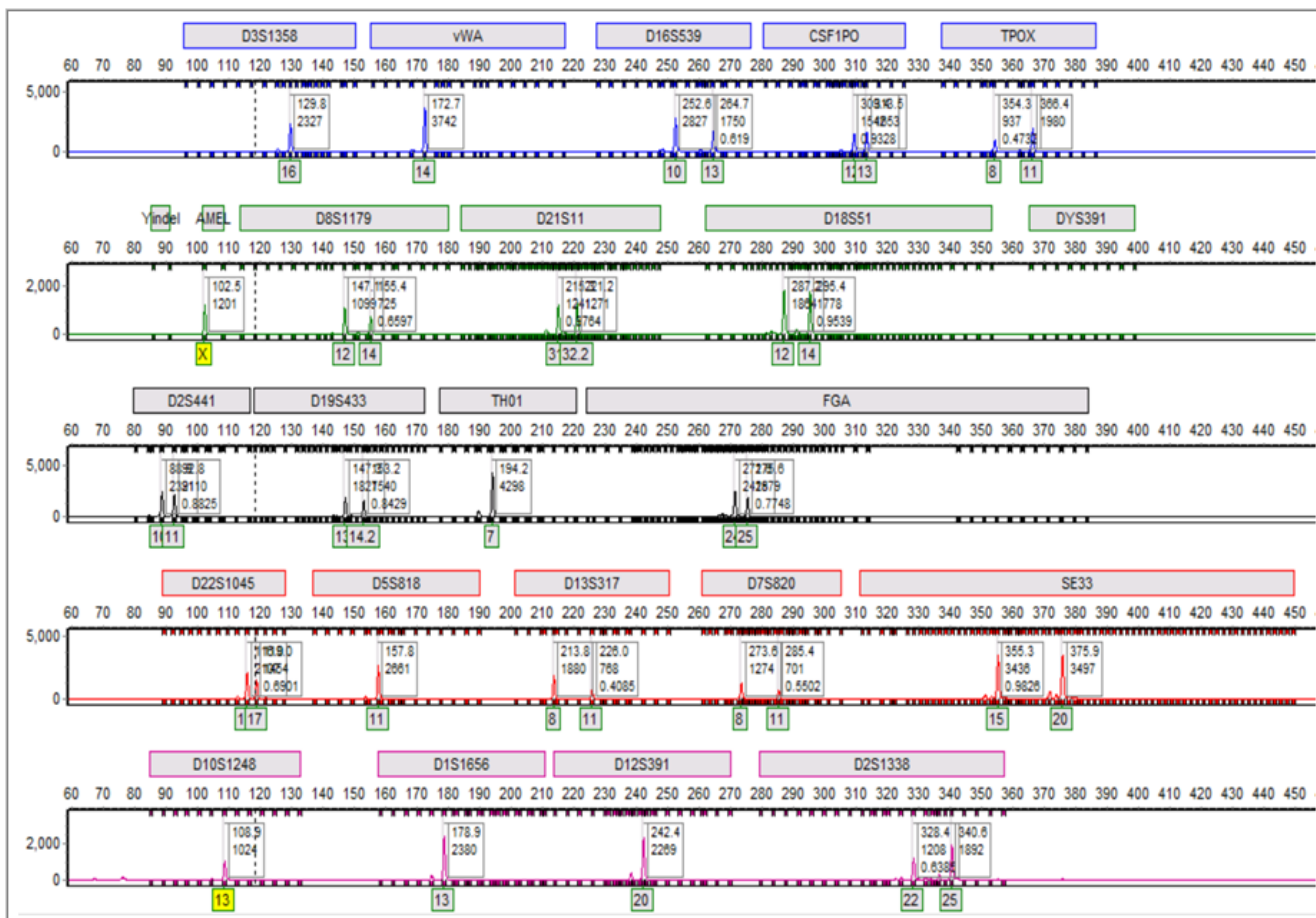 D3S1358 vWA D16S539 CSF1PO TPOX
60 70 80 90 100 110 120 130 140 150 160 170 180 190 200 210 220 230 240 250 260 270 280 290 300 310 320 330 340 350 360 370 380 390 400 410 420 430 440 450
5,000
0
129.8 172.7 252.6 264.7 354.3 366.4
2327 3742 2827 1750 937 1980
0.619 0.9328
16 14 10 13 13 8 11
Yindel AMEL D8S1179 D21S11 D18S51 DYS391
60 70 80 90 100 110 120 130 140 150 160 170 180 190 200 210 220 230 240 250 260 270 280 290 300 310 320 330 340 350 360 370 380 390 400 410 420 430 440 450
2,000
0
102.5 295.4
1201 725 1271 1778
0.6597 0.9539
X 12 14 32.2 12 14
D2S441 D19S433 TH01 FGA
60 70 80 90 100 110 120 130 140 150 160 170 180 190 200 210 220 230 240 250 260 270 280 290 300 310 320 330 340 350 360 370 380 390 400 410 420 430 440 450
5,000
0
194.2
4298
0.8825 0.8429 0.7748
11 14.2 7 25
D22S1045 D5S818 D13S317 D7S820 SE33
60 70 80 90 100 110 120 130 140 150 160 170 180 190 200 210 220 230 240 250 260 270 280 290 300 310 320 330 340 350 360 370 380 390 400 410 420 430 440 450
5,000
0
157.8 213.8 226.0 273.6 285.4 355.3 375.9
2661 1880 768 1274 701 3436 3497
0.6901 0.4085 0.5502 0.9826
17 11 8 11 8 11 15 20
D10S1248 D1S1656 D12S391 D2S1338
60 70 80 90 100 110 120 130 140 150 160 170 180 190 200 210 220 230 240 250 260 270 280 290 300 310 320 330 340 350 360 370 380 390 400 410 420 430 440 450
2,000
0
108.9 178.9 242.4 328.4 340.6
1024 2380 2269 1208 1892
13 13 20 22 25